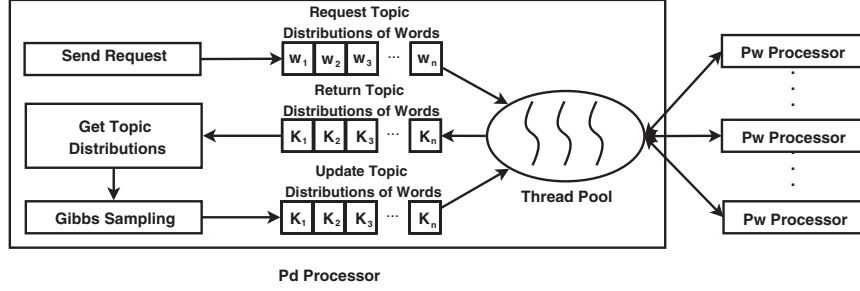 Request Topic
Distributions of Words
Send Request
w1 w2 w3 ... wn
Return Topic
Distributions of Words
Get Topic
Distributions
K1 K2 K3 ... Kn
Update Topic
Distributions of Words
Gibbs Sampling
K1 K2 K3 ... Kn
Thread Pool
Pw Processor
Pw Processor
Pw Processor
Pd Processor